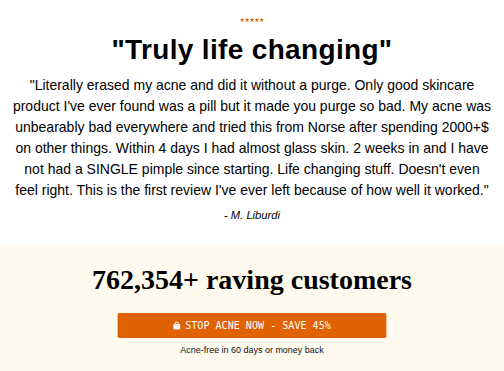 ★★★★★
"Truly life changing"
"Literally erased my acne and did it without a purge. Only good skincare
product I've ever found was a pill but it made you purge so bad. My acne was
unbearably bad everywhere and tried this from Norse after spending 2000+$
on other things. Within 4 days I had almost glass skin. 2 weeks in and I have
not had a SINGLE pimple since starting. Life changing stuff. Doesn't even
feel right. This is the first review I've ever left because of how well it worked."
- M. Liburdi
762,354+ raving customers
STOP ACNE NOW - SAVE 45%
Acne-free in 60 days or money back